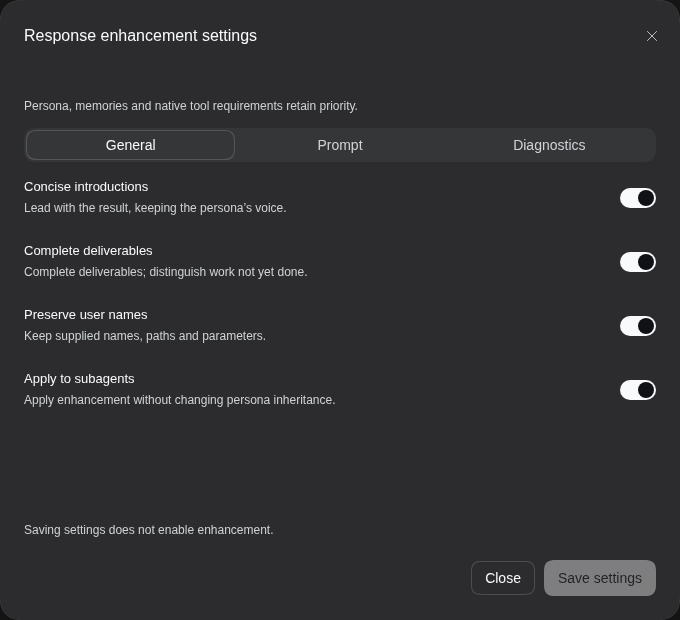 Response enhancement settings
Persona, memories and native tool requirements retain priority.
General
Prompt
Diagnostics
Concise introductions
Lead with the result, keeping the persona's voice.
Complete deliverables
Complete deliverables; distinguish work not yet done.
Preserve user names
Keep supplied names, paths and parameters.
Apply to subagents
Apply enhancement without changing persona inheritance.
Saving settings does not enable enhancement.
Close
Save settings